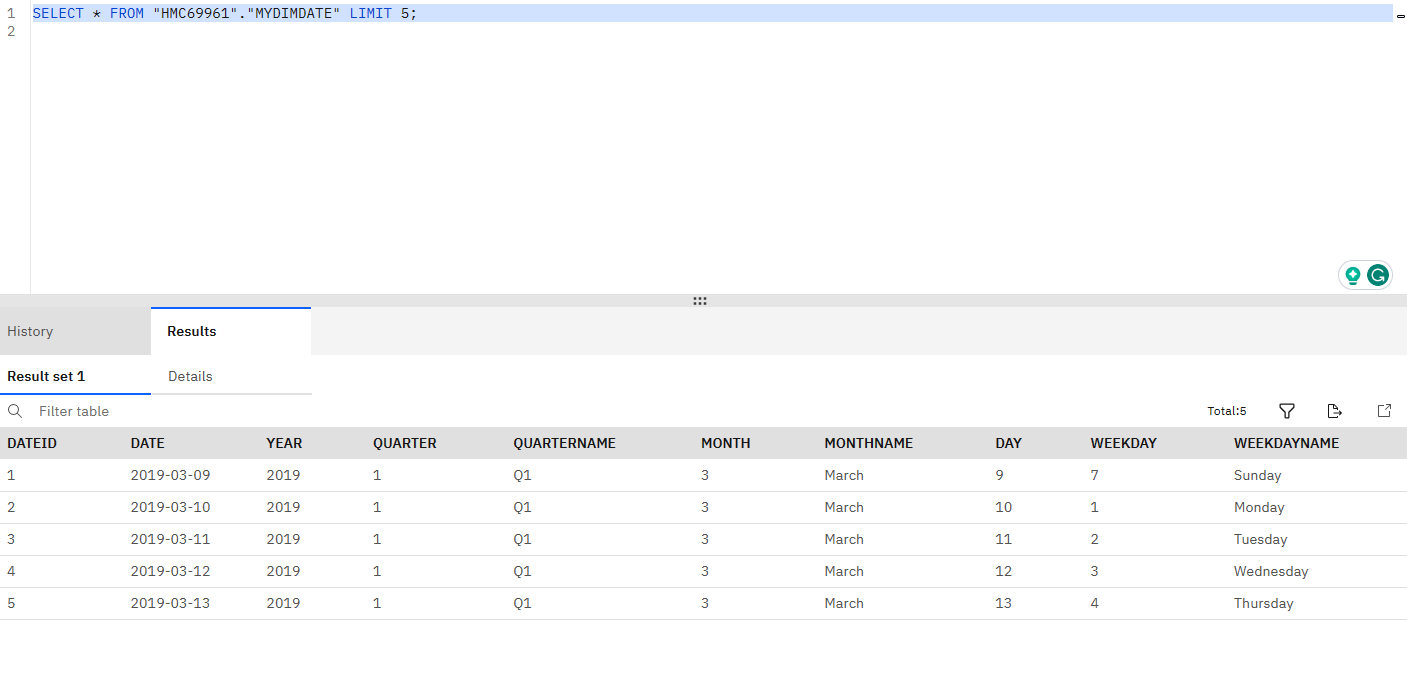 1 SELECT * FROM "HMC69961"."MYDIMDATE" LIMIT 5;
2
History Results
Result set 1 Details
Filter table Total:5
DATEID DATE YEAR QUARTER QUARTERNAME MONTH MONTHNAME DAY WEEKDAY WEEKDAYNAME
1 2019-03-09 2019 1 Q1 3 March 9 7 Sunday
2 2019-03-10 2019 1 Q1 3 March 10 1 Monday
3 2019-03-11 2019 1 Q1 3 March 11 2 Tuesday
4 2019-03-12 2019 1 Q1 3 March 12 3 Wednesday
5 2019-03-13 2019 1 Q1 3 March 13 4 Thursday